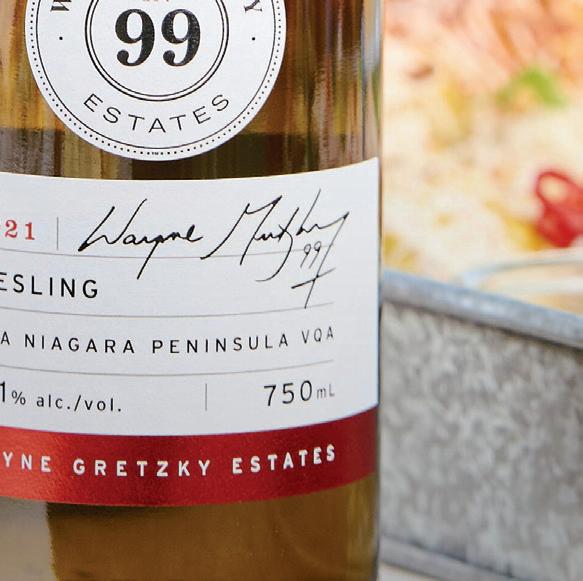 99
ESTATES
21 | Wayne Gretzky
99
ESLING
A NIAGARA PENINSULA VQA
1% alc./vol. | 750mL
YNE GRETZKY ESTATES